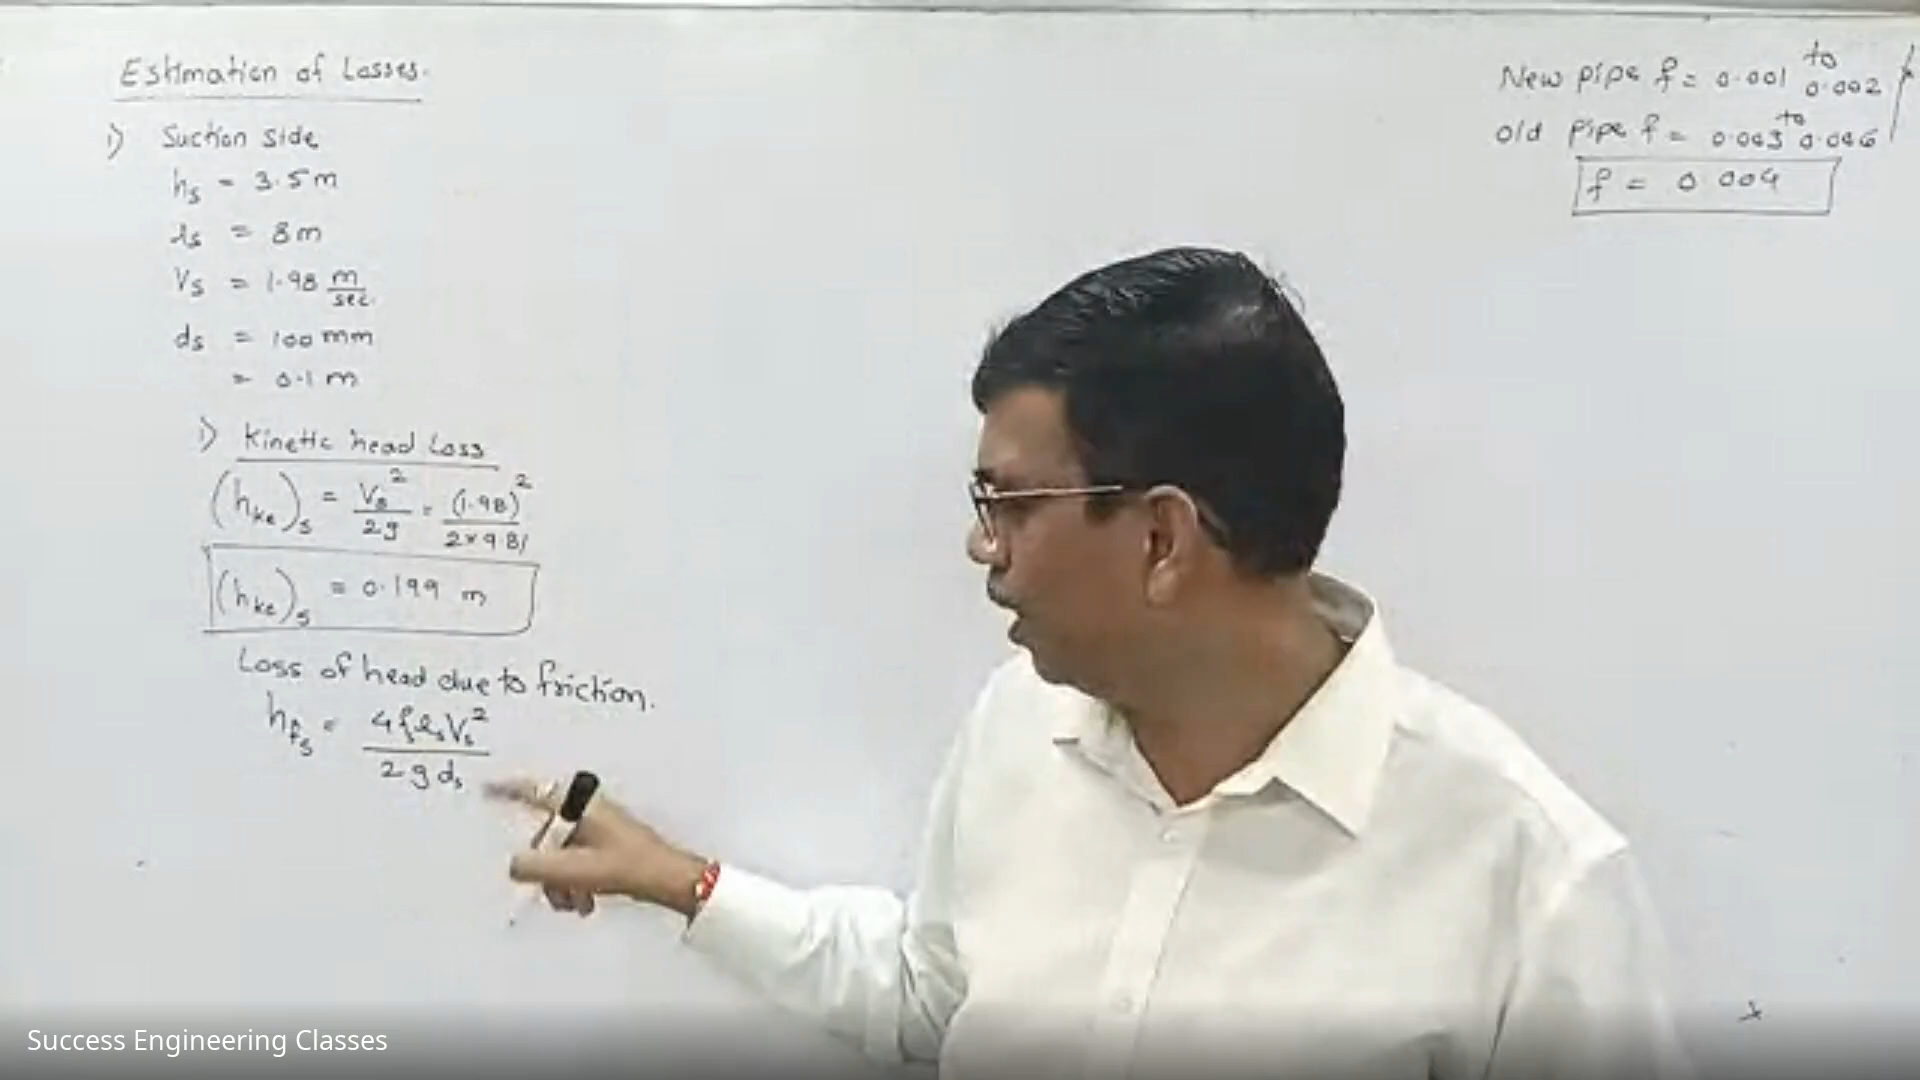 Estimation of Losses.
i) Suction side
hs = 3.5 m
ls = 8 m
Vs = 1.98 m/sec.
ds = 100 mm
= 0.1 m
i) Kinetic head Loss
(hke)s = Vs²/2g = (1.98)²/2×9.81
(hke)s = 0.199 m
Loss of head due to friction.
hfs = 4flsVs²/2gds
New pipe f = 0.001 to 0.002
Old pipe f = 0.003 to 0.006
f = 0.004
Success Engineering Classes